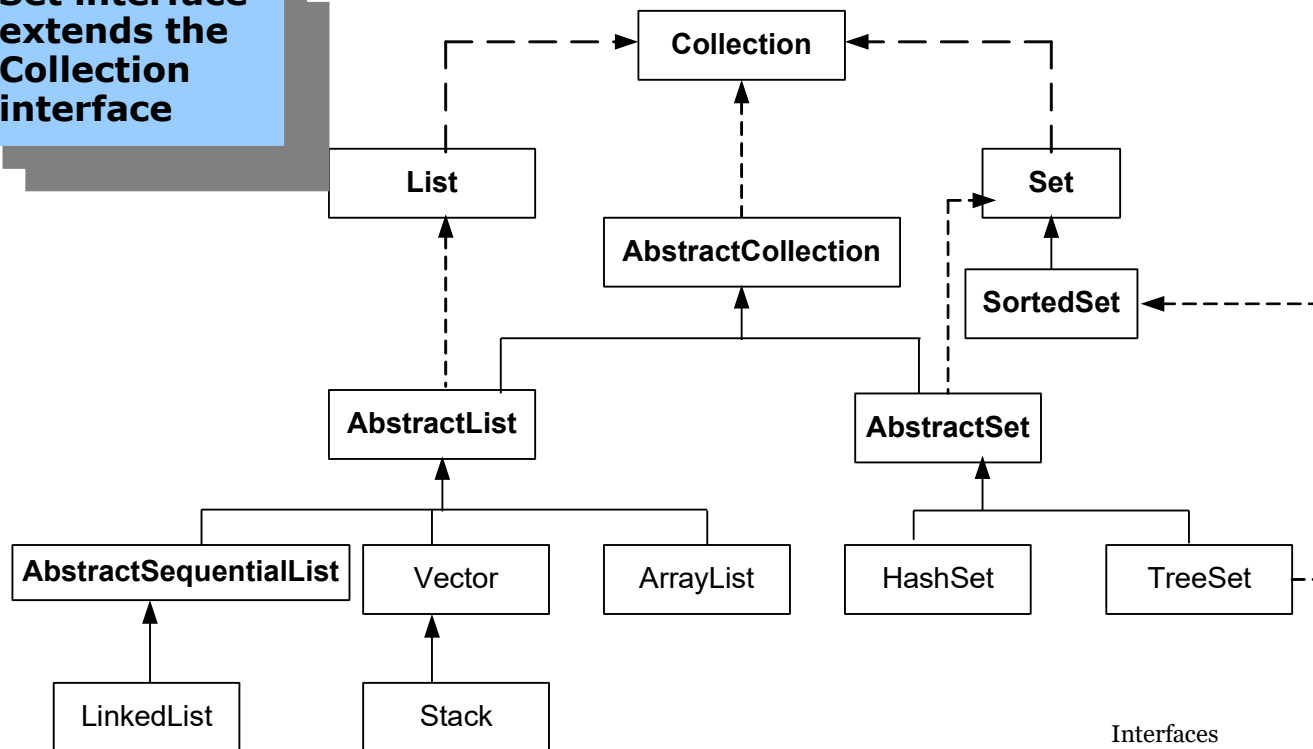 Set interface
extends the
Collection
interface
Collection
List
Set
AbstractCollection
SortedSet
AbstractList
AbstractSet
AbstractSequentialList
Vector
ArrayList
HashSet
TreeSet
LinkedList
Stack
Interfaces